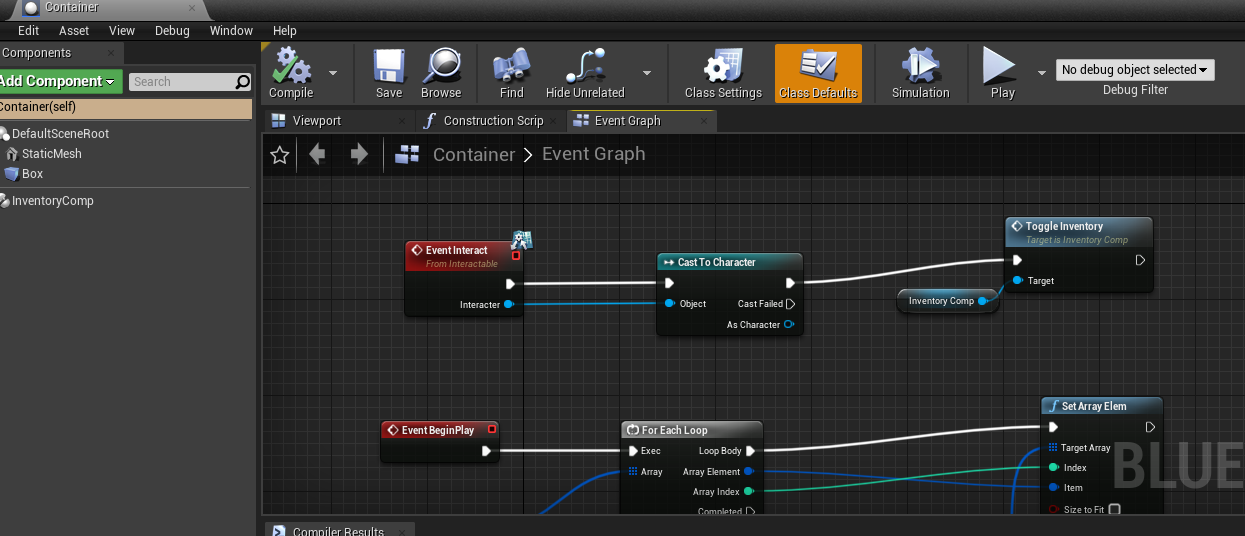 Container
Edit Asset View Debug Window Help
Components
Add Component
Search
Container(self)
DefaultSceneRoot
StaticMesh
Box
InventoryComp
Compile
Save
Browse
Find
Hide Unrelated
Class Settings
Class Defaults
Simulation
Play
No debug object selected
Debug Filter
Viewport
Construction Scrip
Event Graph
Container > Event Graph
Event Interact
From Interactable
Interacter
Cast To Character
Object
Cast Failed
As Character
Inventory Comp
Toggle Inventory
Target is Inventory Comp
Target
Event BeginPlay
For Each Loop
Exec
Loop Body
Array
Array Element
Array Index
Completed
Set Array Elem
Target Array
Index
Item
Size to Fit
BLUE
Compiler Results